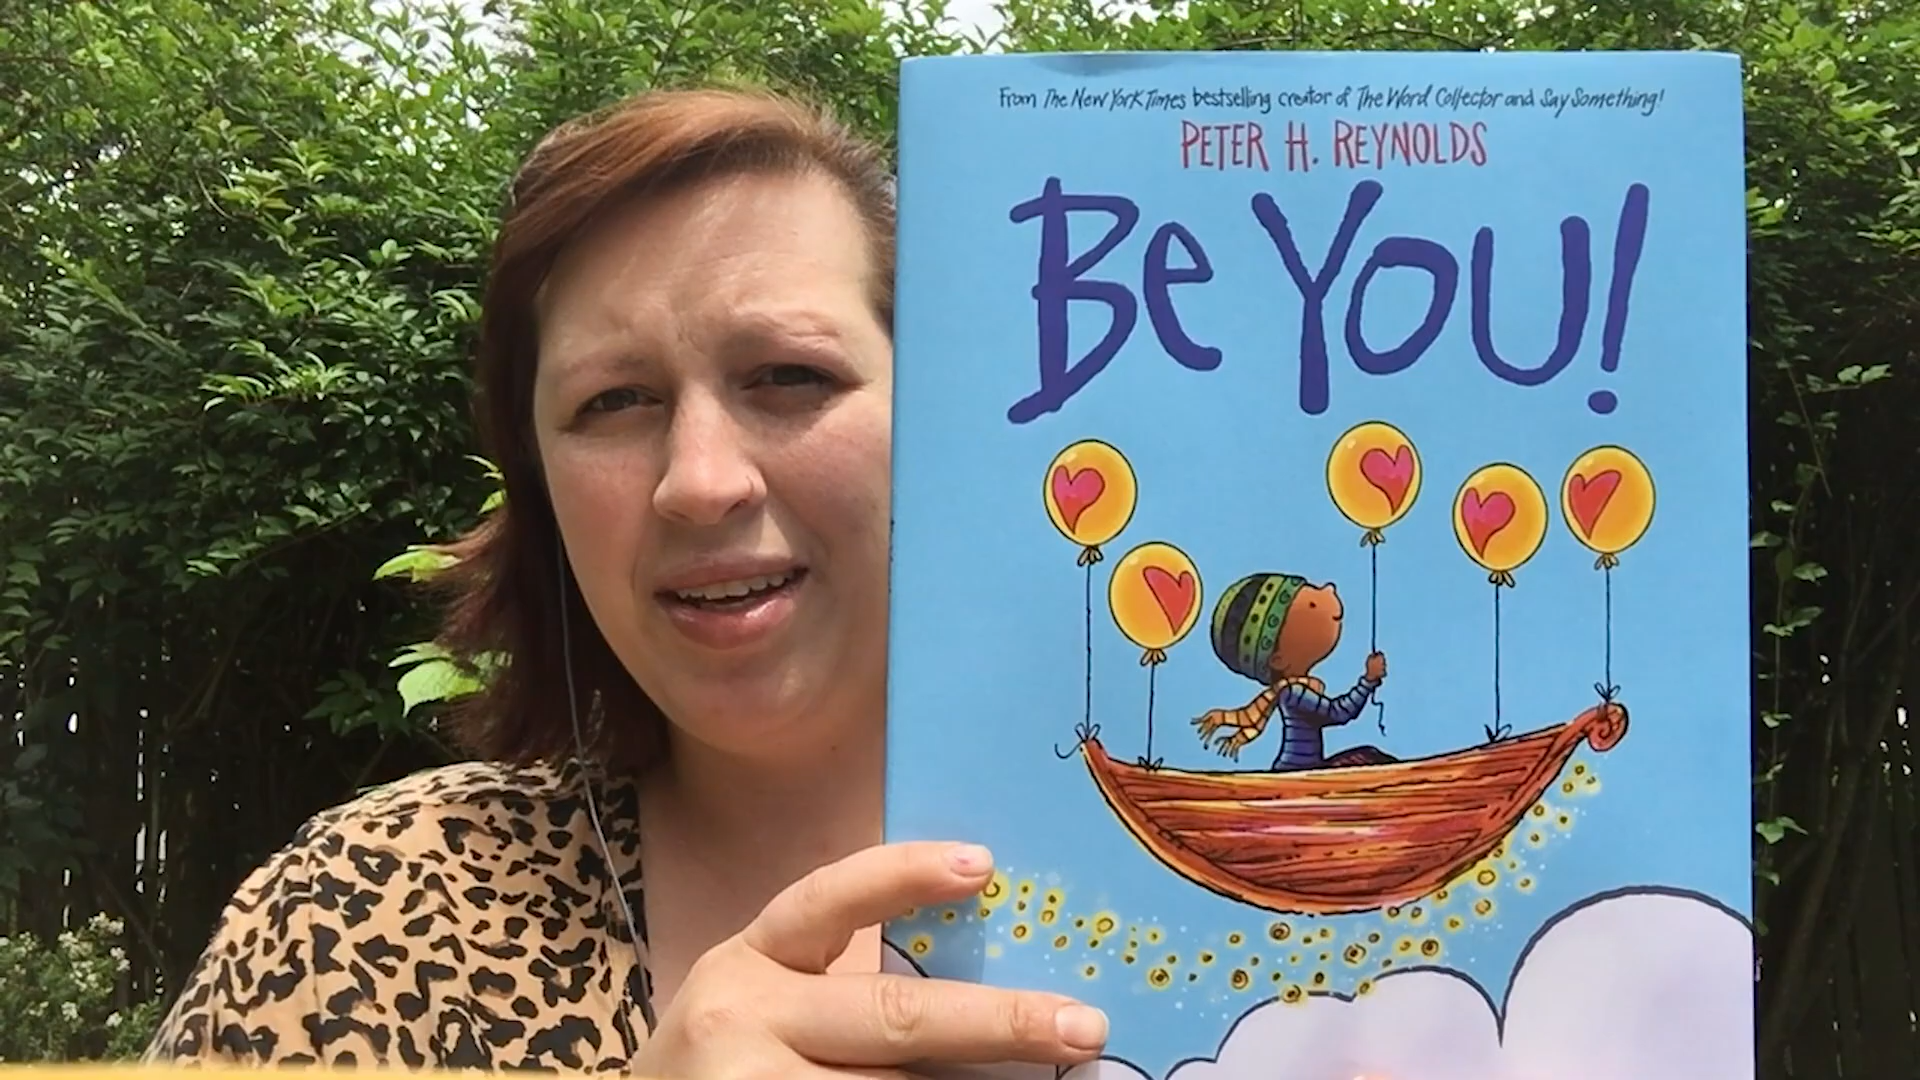 From The New York Times bestselling creator of The Word Collector and Say Something!
PETER H. REYNOLDS
Be You!